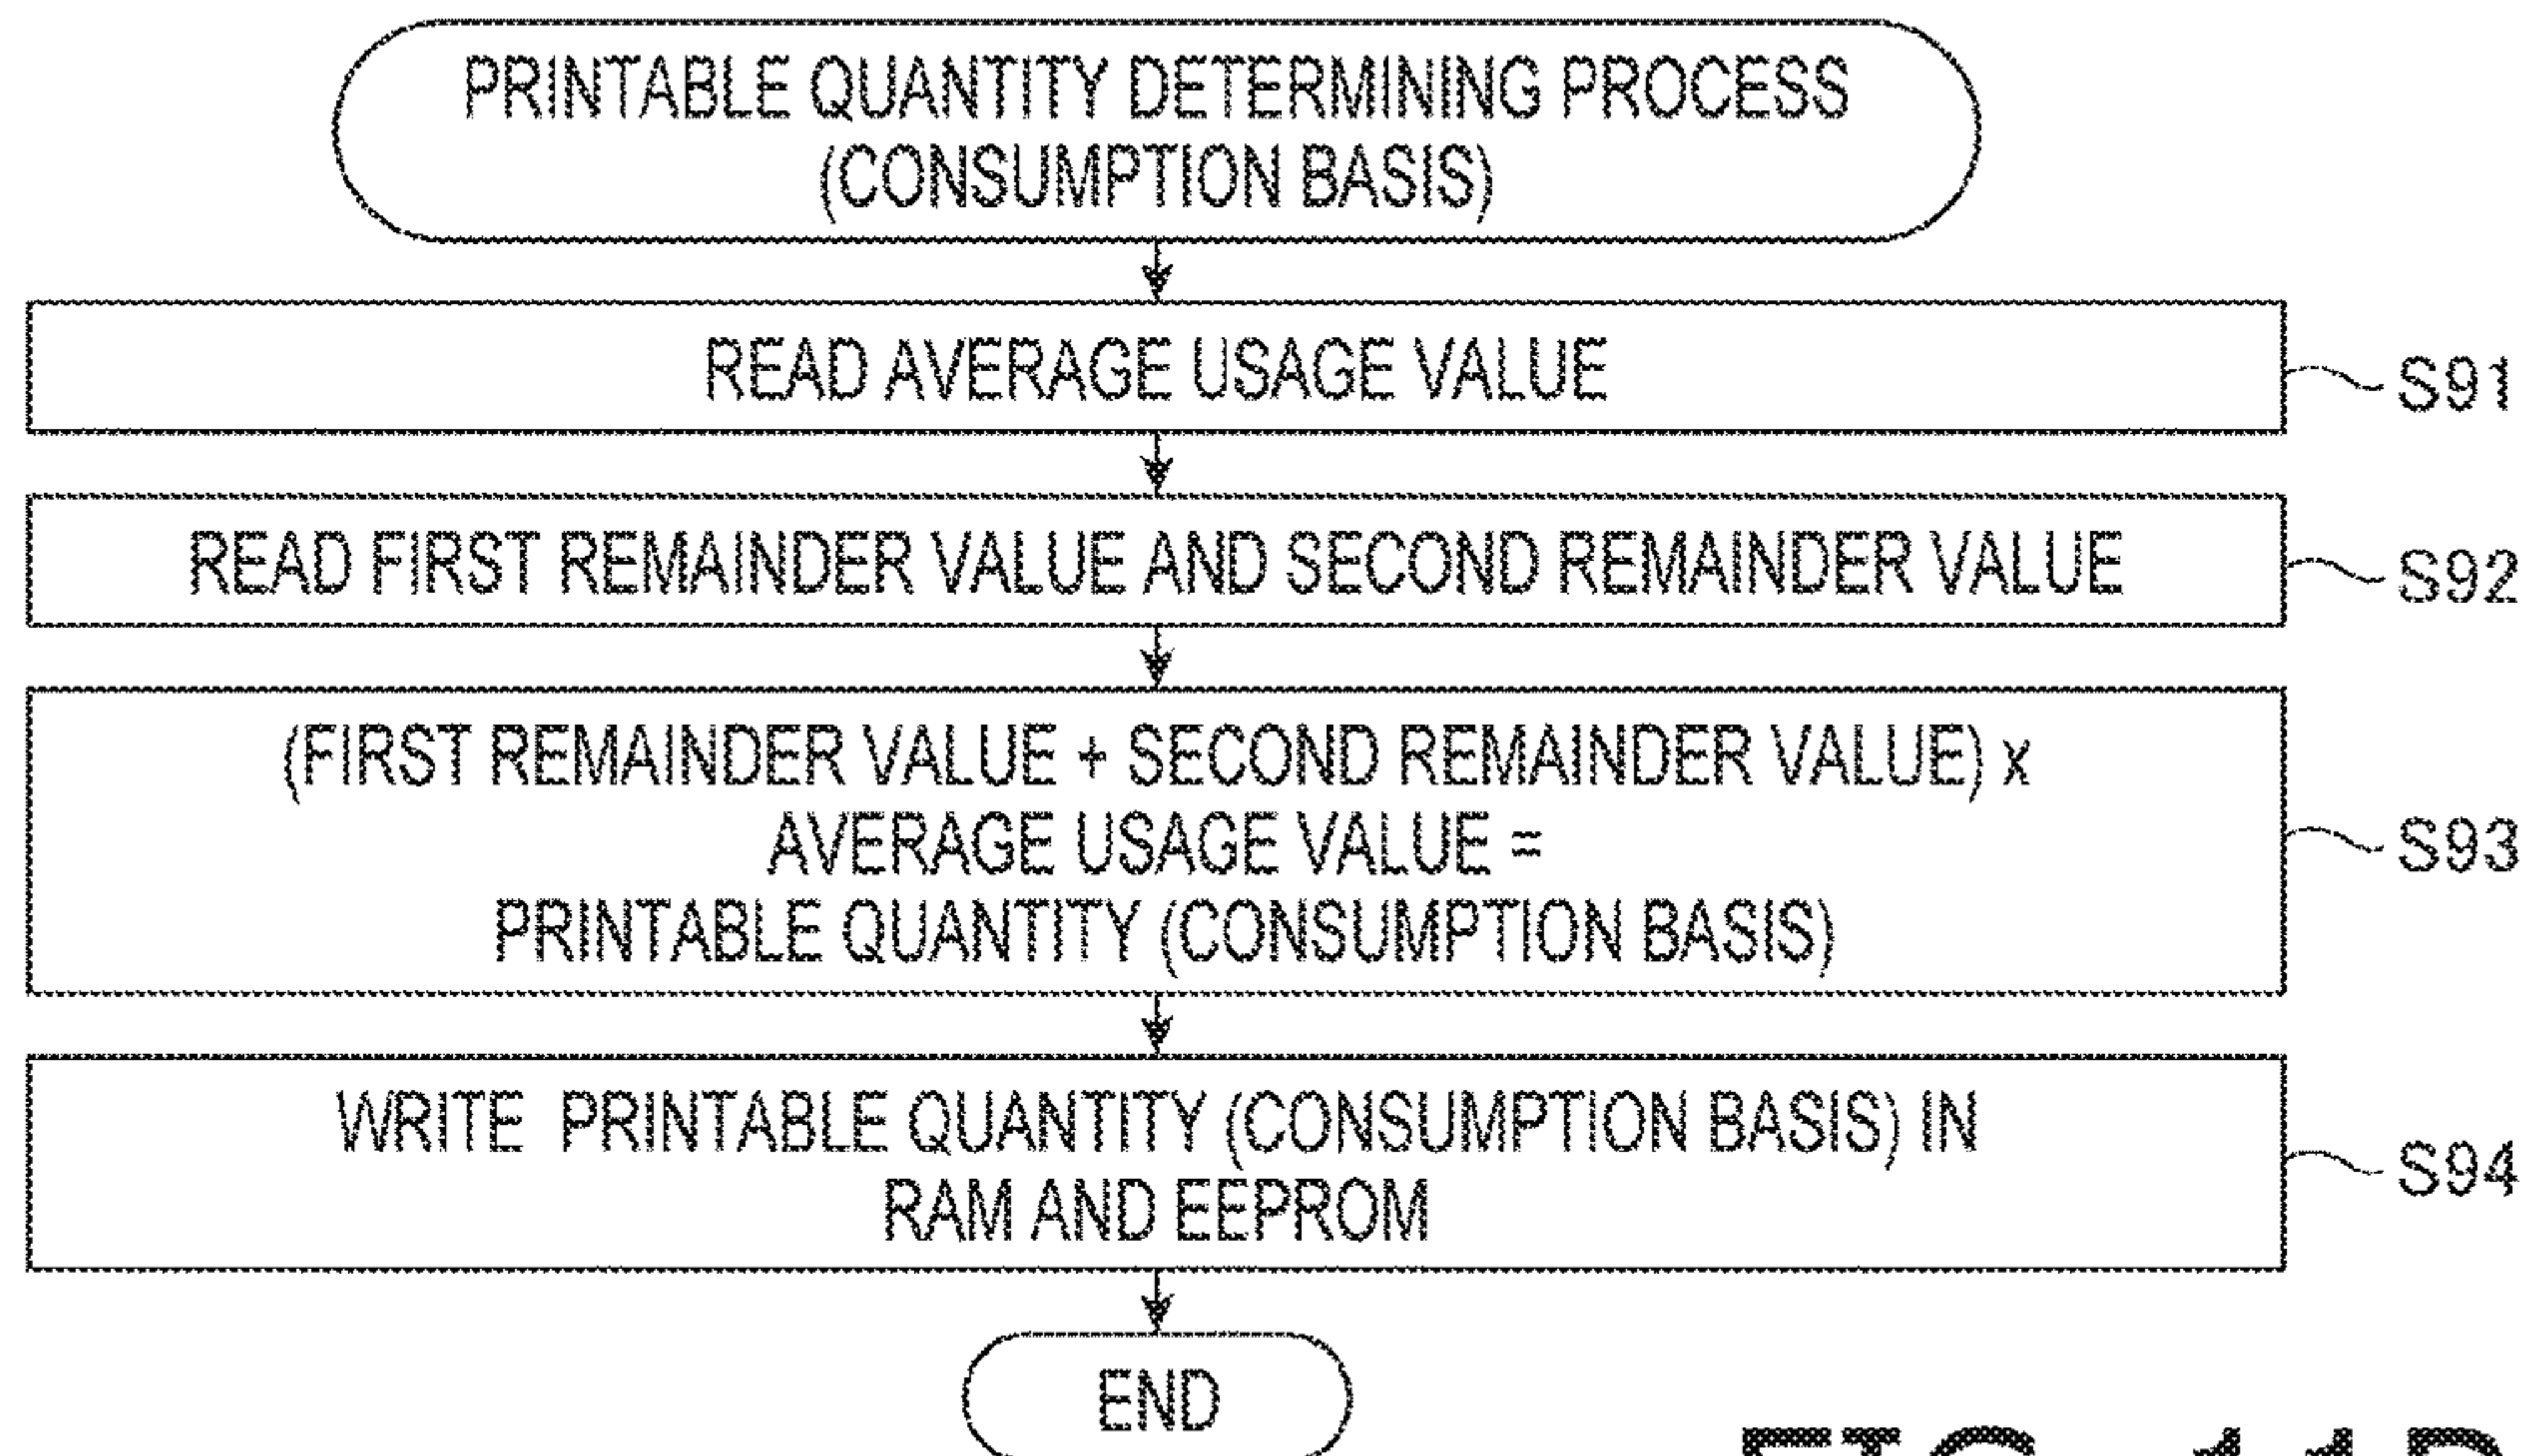 PRINTABLE QUANTITY DETERMINING PROCESS
(CONSUMPTION BASIS)
READ AVERAGE USAGE VALUE
S91
READ FIRST REMAINDER VALUE AND SECOND REMAINDER VALUE
S92
(FIRST REMAINDER VALUE + SECOND REMAINDER VALUE) x
AVERAGE USAGE VALUE =
PRINTABLE QUANTITY (CONSUMPTION BASIS)
S93
WRITE PRINTABLE QUANTITY (CONSUMPTION BASIS) IN
RAM AND EEPROM
S94
END